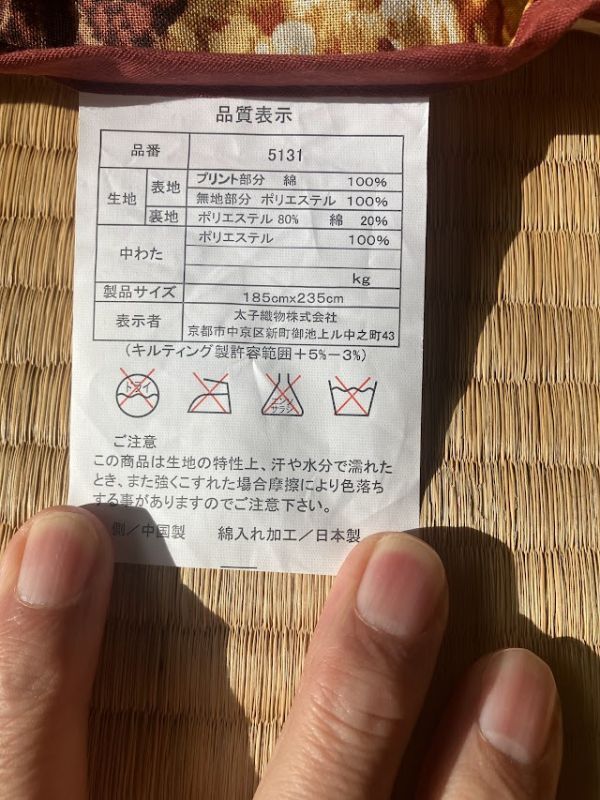 品質表示
品番 5131
生地 表地 プリント部分 綿 100%
無地部分 ポリエステル 100%
裏地 ポリエステル 80% 綿 20%
中わた ポリエステル 100%
kg
製品サイズ 185cmx235cm
表示者 太子織物株式会社
京都市中京区新町御池上ル中之町43
(キルティング製許容範囲+5%-3%)
ドライ
エンソ
サラシ
ご注意
この商品は生地の特性上、汗や水分で濡れた
とき、また強くこすれた場合摩擦により色落ち
する事がありますのでご注意下さい。
側/中国製 綿入れ加工/日本製